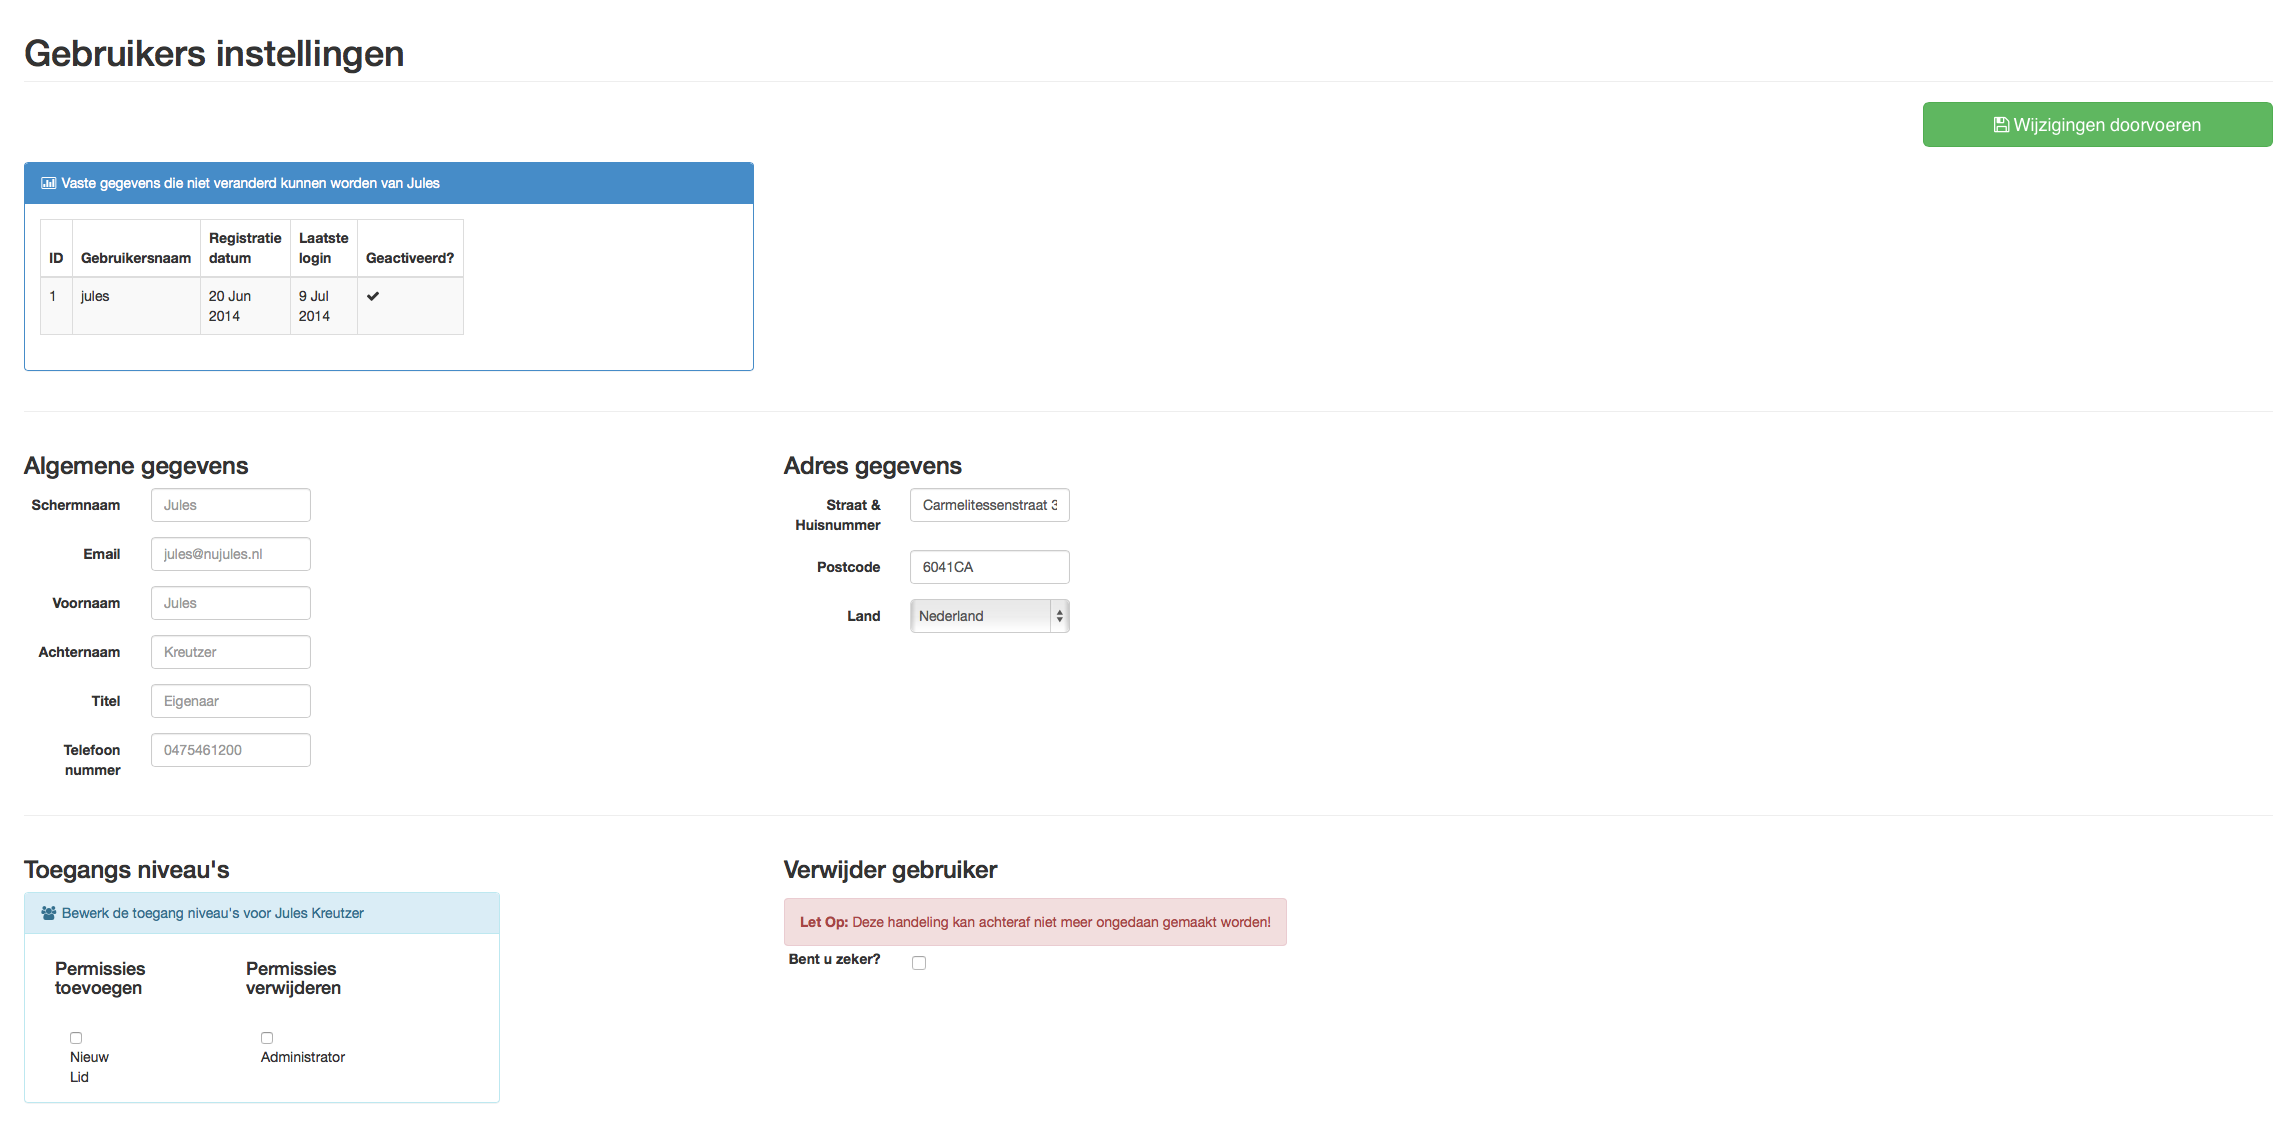 Gebruikers instellingen
Wijzigingen doorvoeren
Vaste gegevens die niet veranderd kunnen worden van Jules
ID Gebruikersnaam Registratie datum Laatste login Geactiveerd?
1 jules 20 Jun 2014 9 Jul 2014
Algemene gegevens
Schermnaam Jules
Email jules@nujules.nl
Voornaam Jules
Achternaam Kreutzer
Titel Eigenaar
Telefoon nummer 0475461200
Adres gegevens
Straat & Huisnummer Carmelitessenstraat 3
Postcode 6041CA
Land Nederland
Toegangs niveau's
Bewerk de toegang niveau's voor Jules Kreutzer
Permissies toevoegen
Nieuw Lid
Permissies verwijderen
Administrator
Verwijder gebruiker
Let Op: Deze handeling kan achteraf niet meer ongedaan gemaakt worden!
Bent u zeker?